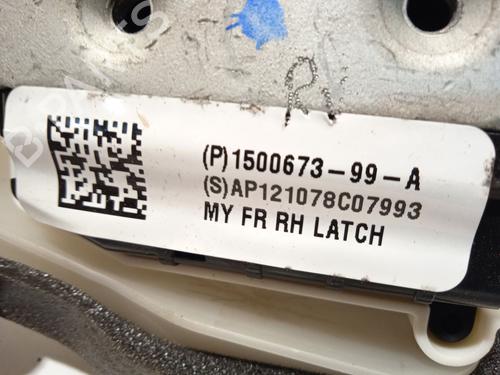 R
(P)1500673-99-A
(S)AP121078C07993
MY FR RH LATCH